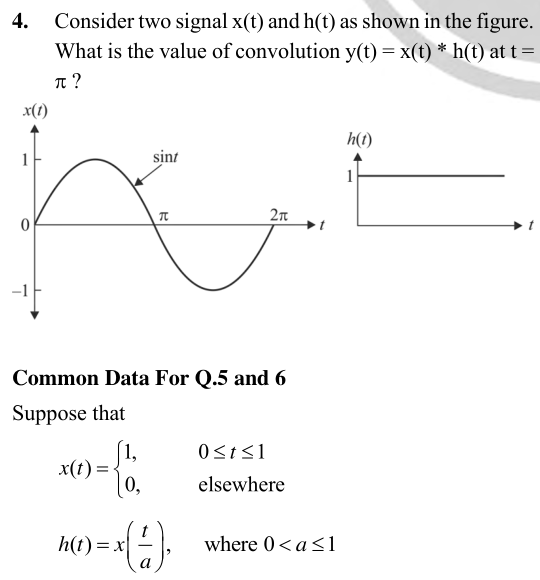 4. Consider two signal x(t) and h(t) as shown in the figure.
What is the value of convolution y(t) = x(t) * h(t) at t =
π ?
x(t)
h(t)
1
sint
1
0
π
2π
t
t
–1
Common Data For Q.5 and 6
Suppose that
x(t) = {1, 0 ≤ t ≤ 1
0, elsewhere
h(t) = x(t/a), where 0 < a ≤ 1